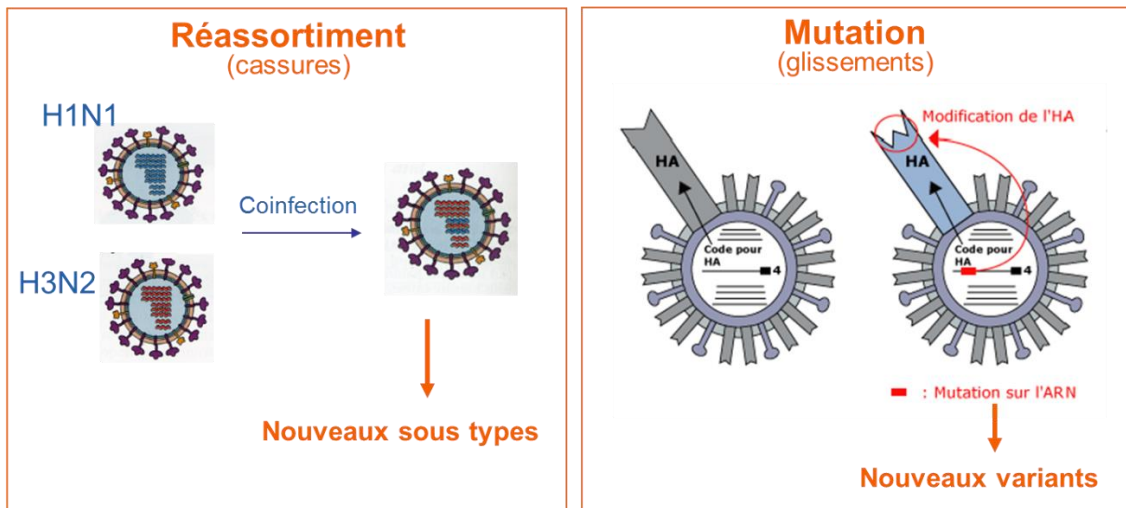 Réassortiment
(cassures)
H1N1
Coinfection
H3N2
Nouveaux sous types
Mutation
(glissements)
Modification de l'HA
HA
HA
Code pour
HA
4
Code pour
HA
4
: Mutation sur l'ARN
Nouveaux variants